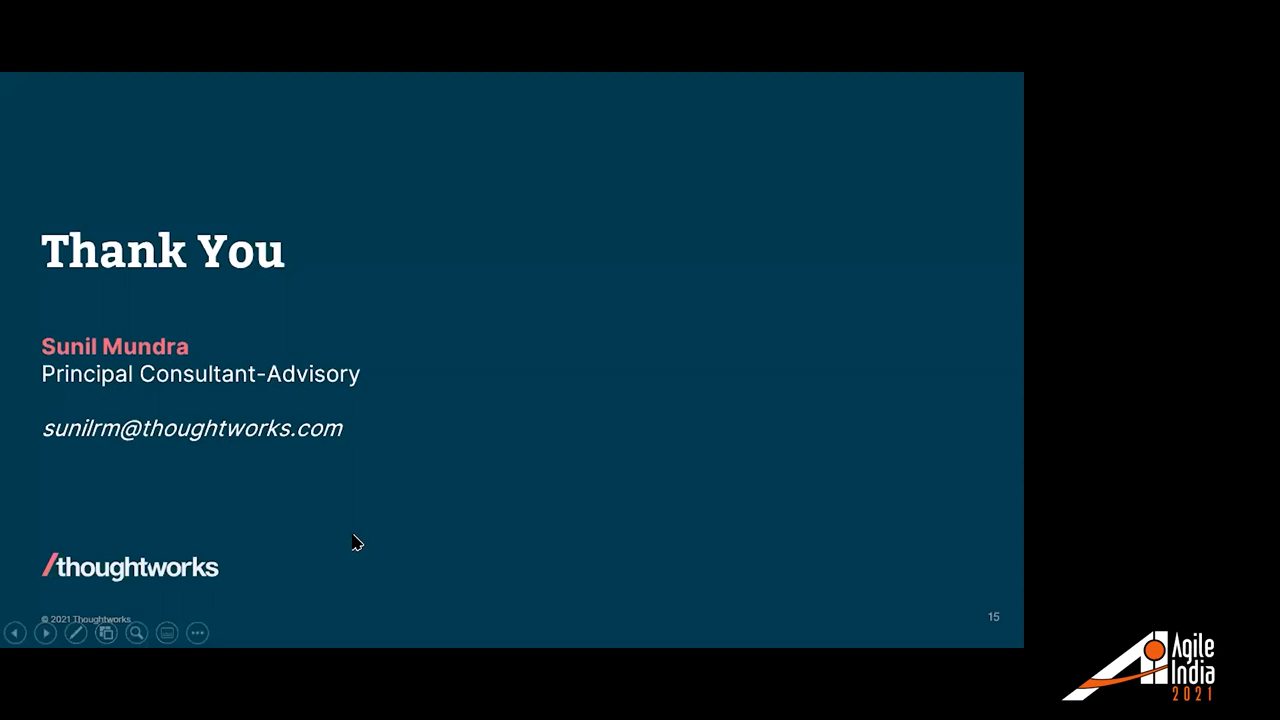 Thank You
Sunil Mundra
Principal Consultant-Advisory
sunilrm@thoughtworks.com
/thoughtworks
© 2021 Thoughtworks
15
Agile
India
2021